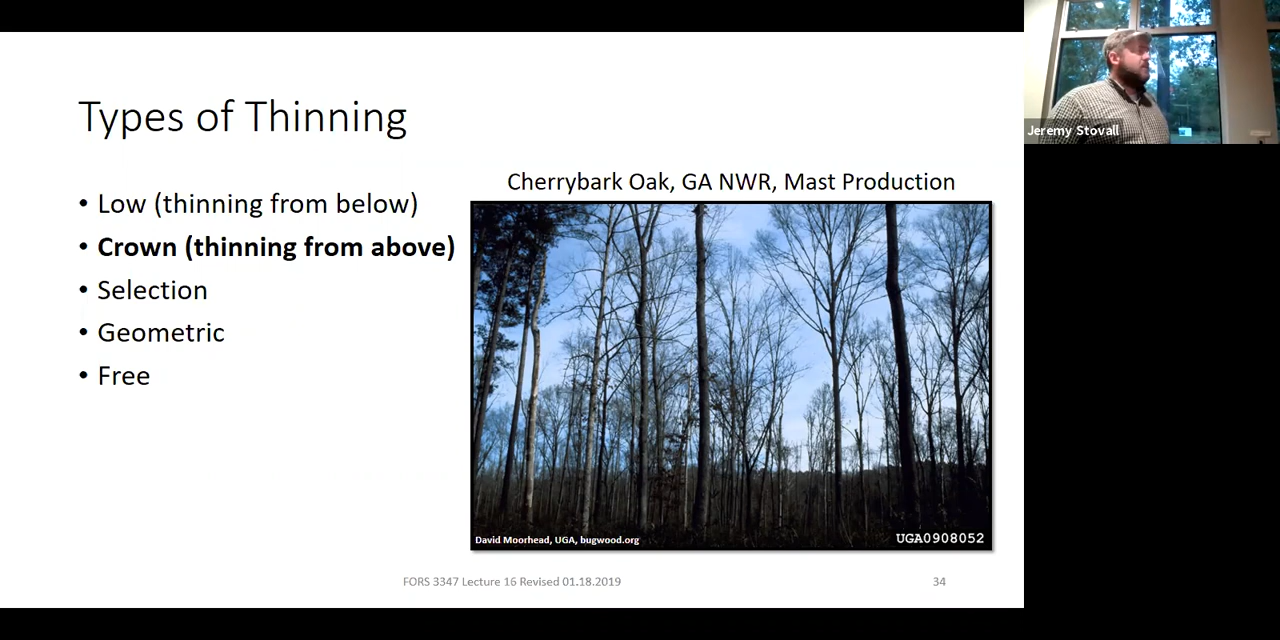 Types of Thinning
• Low (thinning from below)
• Crown (thinning from above)
• Selection
• Geometric
• Free
Cherrybark Oak, GA NWR, Mast Production
David Moorhead, UGA, bugwood.org
UGA0908052
FORS 3347 Lecture 16 Revised 01.18.2019
34
Jeremy Stovall